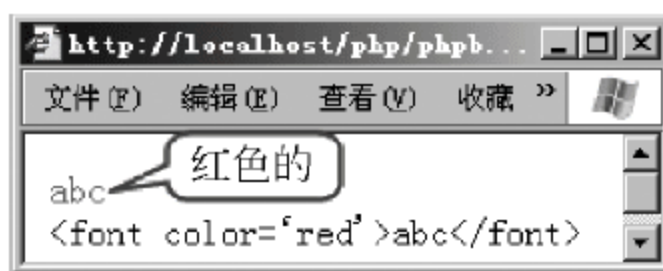 http://localhost/php/phpb...
文件(F) 编辑(E) 查看(V) 收藏 »
红色的
abc
<font color=‘red’>abc</font>